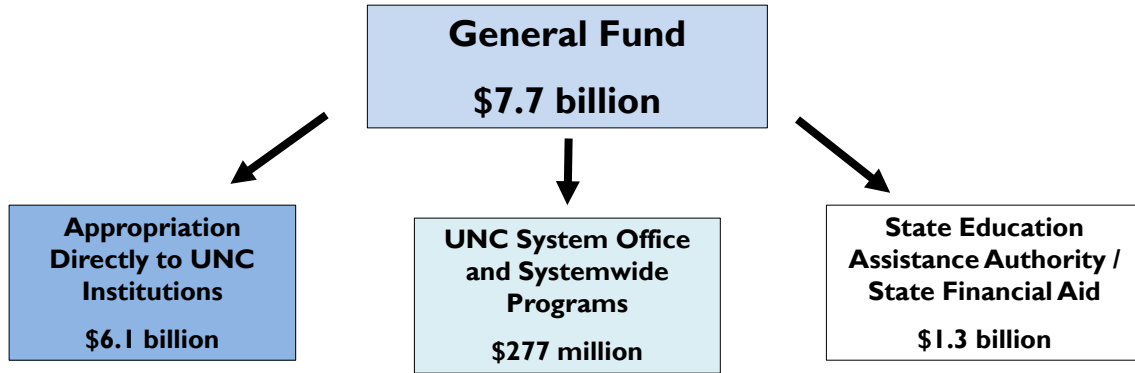 General Fund
$7.7 billion
Appropriation
Directly to UNC
Institutions
$6.1 billion
UNC System Office
and Systemwide
Programs
$277 million
State Education
Assistance Authority /
State Financial Aid
$1.3 billion